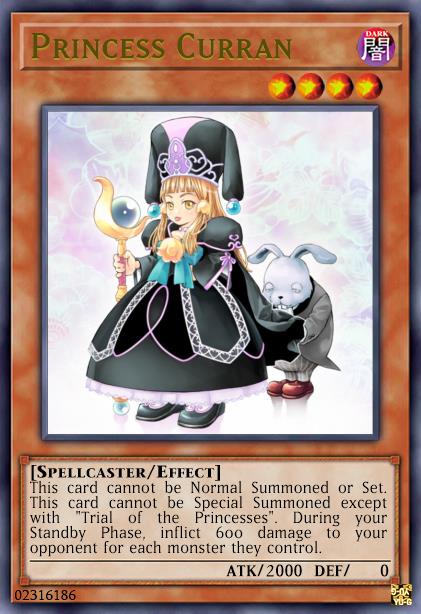 Princess Curran
DARK
闇
[Spellcaster/Effect]
This card cannot be Normal Summoned or Set.
This card cannot be Special Summoned except
with "Trial of the Princesses". During your
Standby Phase, inflict 600 damage to your
opponent for each monster they control.
ATK/2000 DEF/ 0
02316186